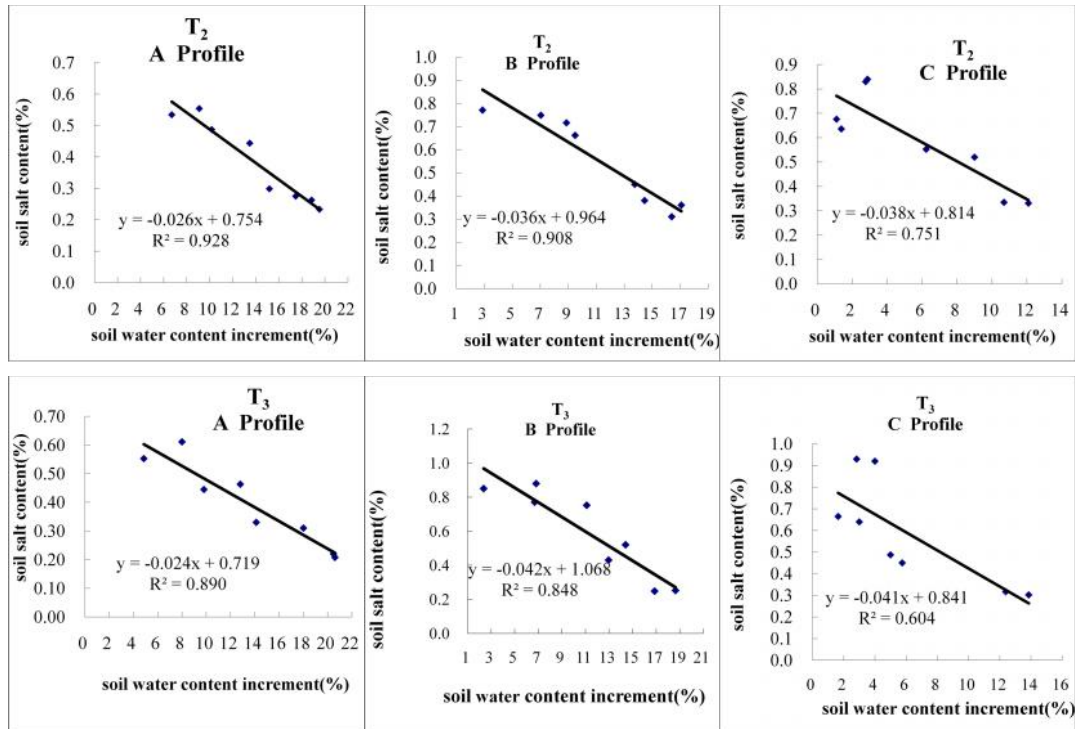 T2
A Profile
soil salt content(%)
0.7
0.6
0.5
0.4
0.3
0.2
0.1
0.0
y = -0.026x + 0.754
R² = 0.928
0 2 4 6 8 10 12 14 16 18 20 22
soil water content increment(%)
T2
B Profile
soil salt content(%)
1.0
0.9
0.8
0.7
0.6
0.5
0.4
0.3
0.2
0.1
0.0
y = -0.036x + 0.964
R² = 0.908
1 3 5 7 9 11 13 15 17 19
soil water content increment(%)
T2
C Profile
soil salt content(%)
0.9
0.8
0.7
0.6
0.5
0.4
0.3
0.2
0.1
0.0
y = -0.038x + 0.814
R² = 0.751
0 2 4 6 8 10 12 14
soil water content increment(%)
T3
A Profile
soil salt content(%)
0.70
0.60
0.50
0.40
0.30
0.20
0.10
0.00
y = -0.024x + 0.719
R² = 0.890
0 2 4 6 8 10 12 14 16 18 20 22
soil water content increment(%)
T3
B Profile
soil salt content(%)
1.2
1.0
0.8
0.6
0.4
0.2
0.0
y = -0.042x + 1.068
R² = 0.848
1 3 5 7 9 11 13 15 17 19 21
soil water content increment(%)
T3
C Profile
soil salt content(%)
1.0
0.9
0.8
0.7
0.6
0.5
0.4
0.3
0.2
0.1
0.0
y = -0.041x + 0.841
R² = 0.604
0 2 4 6 8 10 12 14 16
soil water content increment(%)